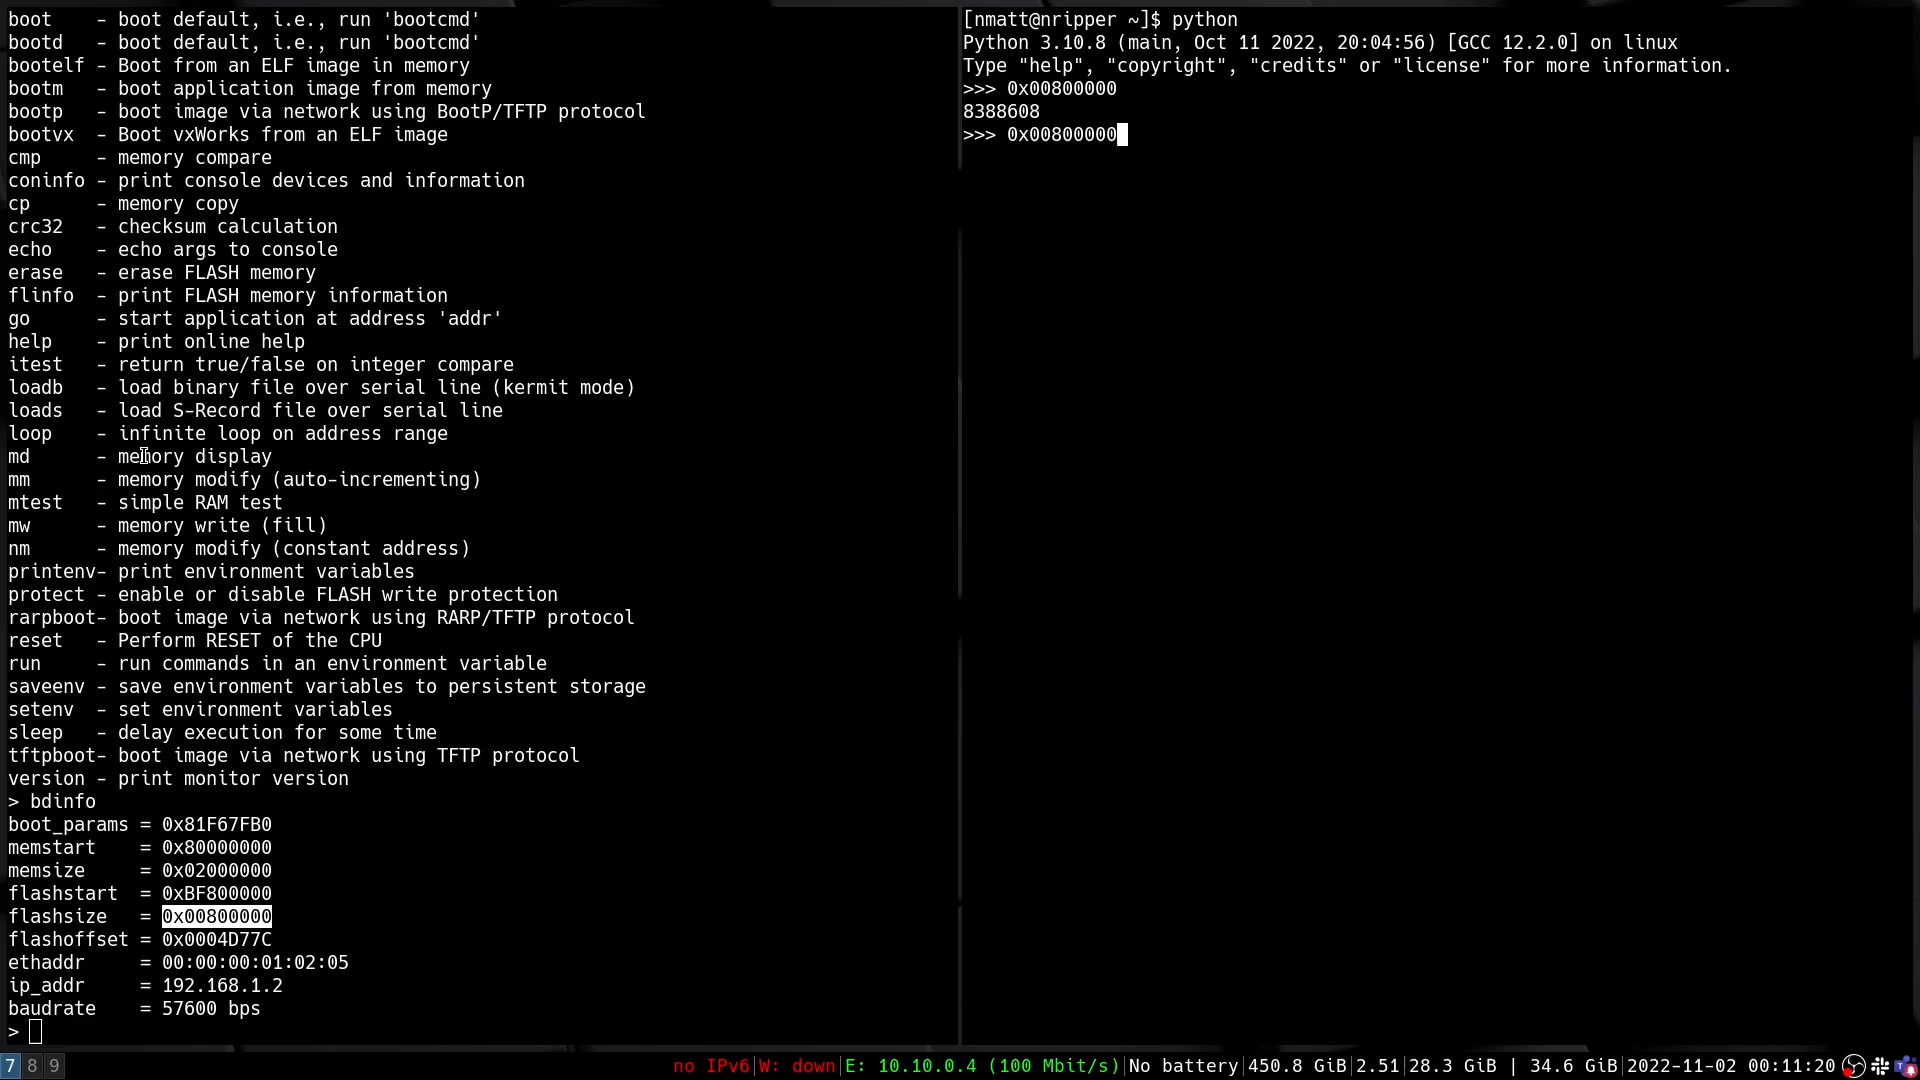 boot    - boot default, i.e., run 'bootcmd'
bootd   - boot default, i.e., run 'bootcmd'
bootelf - Boot from an ELF image in memory
bootm   - boot application image from memory
bootp   - boot image via network using BootP/TFTP protocol
bootvx  - Boot vxWorks from an ELF image
cmp     - memory compare
coninfo - print console devices and information
cp      - memory copy
crc32   - checksum calculation
echo    - echo args to console
erase   - erase FLASH memory
flinfo  - print FLASH memory information
go      - start application at address 'addr'
help    - print online help
itest   - return true/false on integer compare
loadb   - load binary file over serial line (kermit mode)
loads   - load S-Record file over serial line
loop    - infinite loop on address range
md      - memory display
mm      - memory modify (auto-incrementing)
mtest   - simple RAM test
mw      - memory write (fill)
nm      - memory modify (constant address)
printenv- print environment variables
protect - enable or disable FLASH write protection
rarpboot- boot image via network using RARP/TFTP protocol
reset   - Perform RESET of the CPU
run     - run commands in an environment variable
saveenv - save environment variables to persistent storage
setenv  - set environment variables
sleep   - delay execution for some time
tftpboot- boot image via network using TFTP protocol
version - print monitor version
> bdinfo
boot_params = 0x81F67FB0
memstart    = 0x80000000
memsize     = 0x02000000
flashstart  = 0xBF800000
flashsize   = 0x00800000
flashoffset = 0x0004D77C
ethaddr     = 00:00:00:01:02:05
ip_addr     = 192.168.1.2
baudrate    = 57600 bps
>
[nmatt@nripper ~]$ python
Python 3.10.8 (main, Oct 11 2022, 20:04:56) [GCC 12.2.0] on linux
Type "help", "copyright", "credits" or "license" for more information.
>>> 0x00800000
8388608
>>> 0x00800000
7 8 9 no IPv6|W: down|E: 10.10.0.4 (100 Mbit/s)|No battery|450.8 GiB|2.51|28.3 GiB | 34.6 GiB|2022-11-02 00:11:20